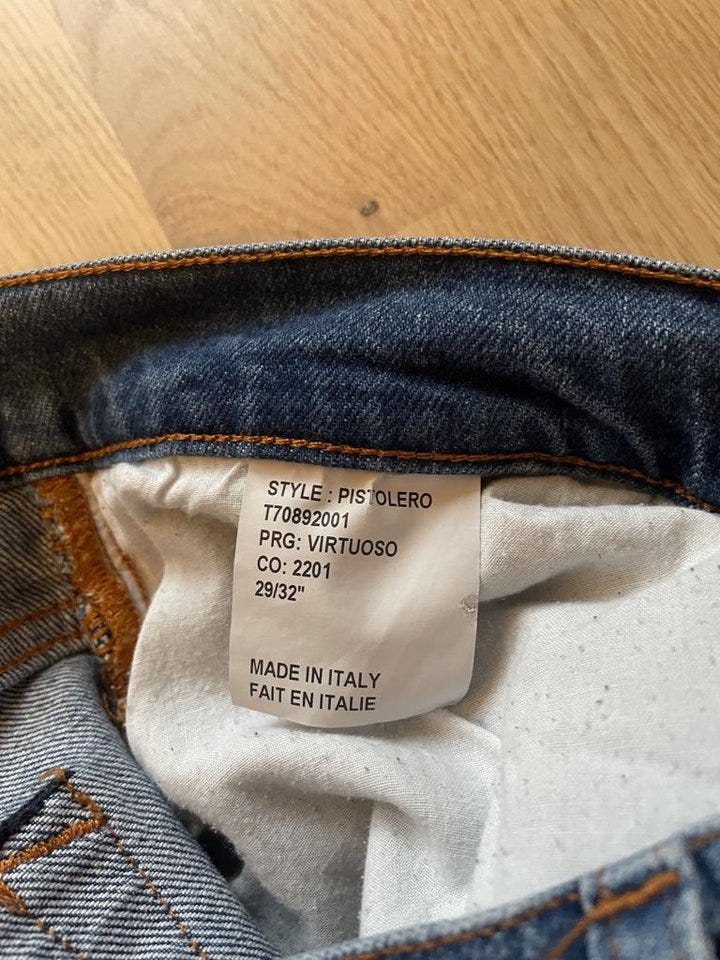 STYLE : PISTOLERO
T70892001
PRG: VIRTUOSO
CO: 2201
29/32"
MADE IN ITALY
FAIT EN ITALIE